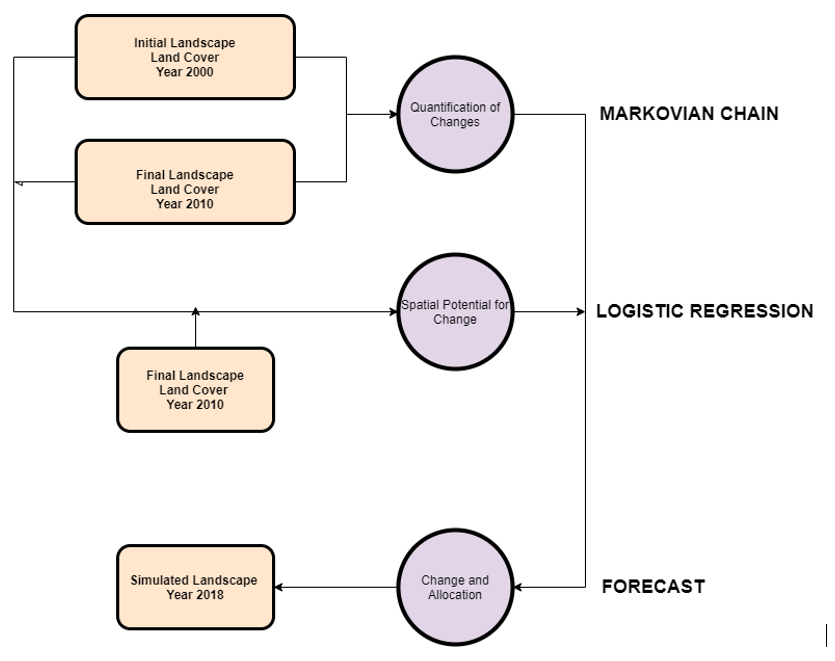 Initial Landscape
Land Cover
Year 2000
Quantification of
Changes
MARKOVIAN CHAIN
Final Landscape
Land Cover
Year 2010
Spatial Potential for
Change
LOGISTIC REGRESSION
Final Landscape
Land Cover
Year 2010
Simulated Landscape
Year 2018
Change and
Allocation
FORECAST